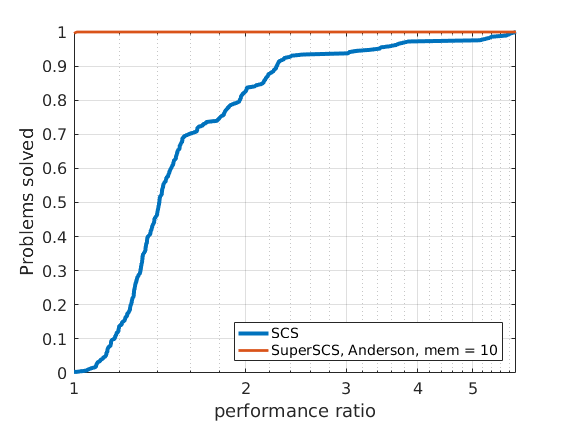 1
0.9
0.8
0.7
0.6
0.5
0.4
0.3
0.2
0.1
0
Problems solved
SCS
SuperSCS, Anderson, mem = 10
1 2 3 4 5
performance ratio